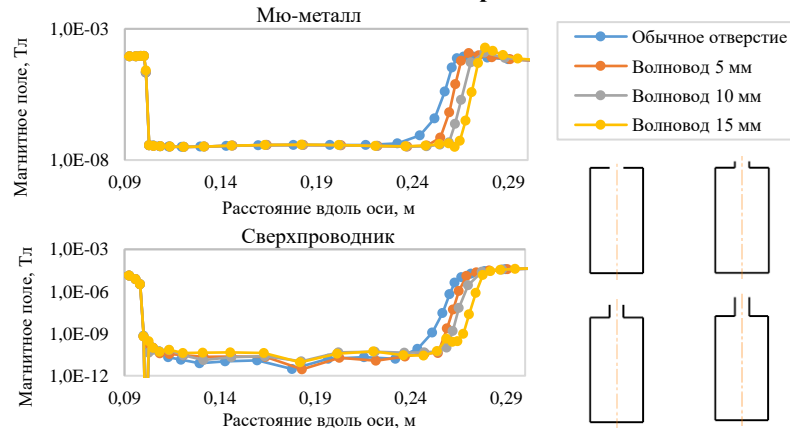 Мю-металл
Магнитное поле, Тл
1,0E-03
1,0E-08
0,09 0,14 0,19 0,24 0,29
Расстояние вдоль оси, м
Обычное отверстие
Волновод 5 мм
Волновод 10 мм
Волновод 15 мм
Сверхпроводник
Магнитное поле, Тл
1,0E-03
1,0E-06
1,0E-09
1,0E-12
0,09 0,14 0,19 0,24 0,29
Расстояние вдоль оси, м